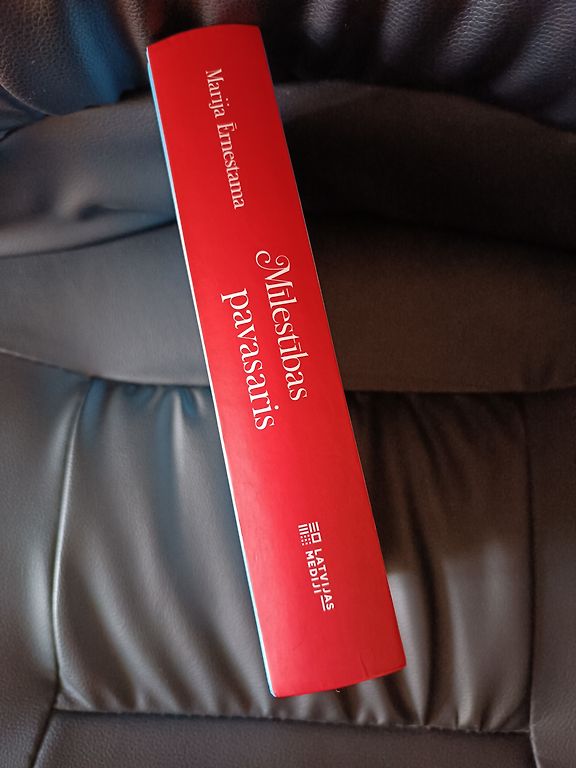 Marija Ērnestama
Mīlestības
pavasaris
LATVIJAS
MEDIJI